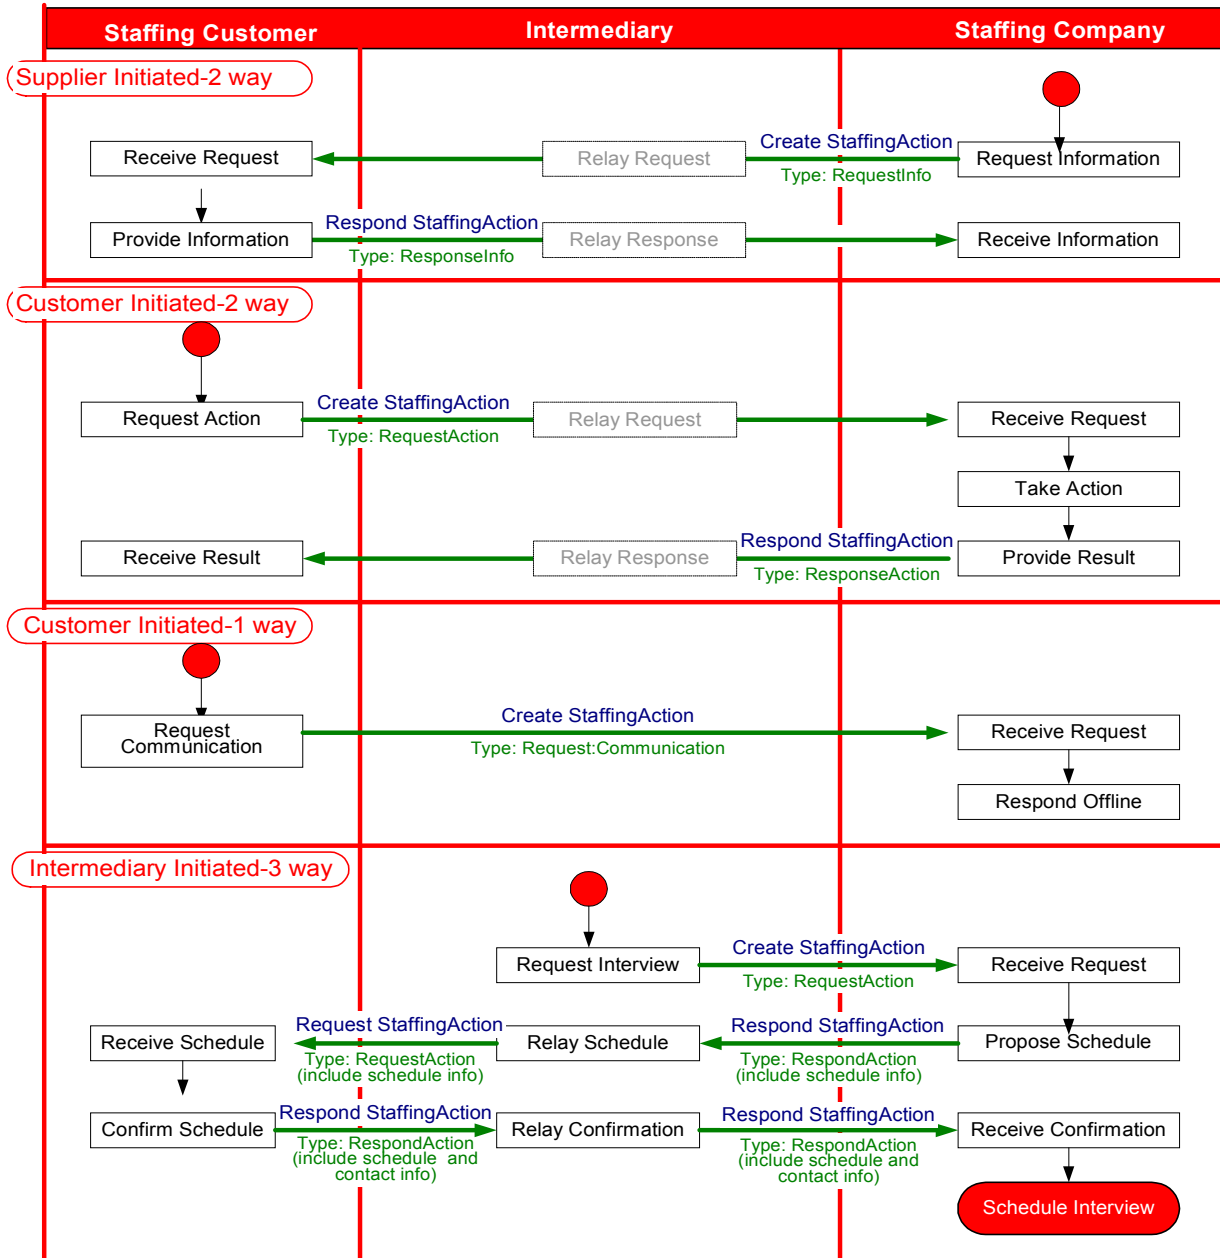 Staffing Customer
Intermediary
Staffing Company
Supplier Initiated-2 way
Create StaffingAction
Receive Request
Relay Request
Request Information
Type: RequestInfo
Respond StaffingAction
Provide Information
Relay Response
Receive Information
Type: ResponseInfo
Customer Initiated-2 way
Create StaffingAction
Request Action
Relay Request
Receive Request
Type: RequestAction
Take Action
Respond StaffingAction
Receive Result
Relay Response
Provide Result
Type: ResponseAction
Customer Initiated-1 way
Create StaffingAction
Request
Communication
Receive Request
Type: Request:Communication
Respond Offline
Intermediary Initiated-3 way
Create StaffingAction
Request Interview
Receive Request
Type: RequestAction
Request StaffingAction
Respond StaffingAction
Receive Schedule
Relay Schedule
Propose Schedule
Type: RequestAction
(include schedule info)
Type: RespondAction
(include schedule info)
Respond StaffingAction
Respond StaffingAction
Confirm Schedule
Relay Confirmation
Receive Confirmation
Type: RespondAction
(include schedule and
contact info)
Type: RespondAction
(include schedule and
contact info)
Schedule Interview